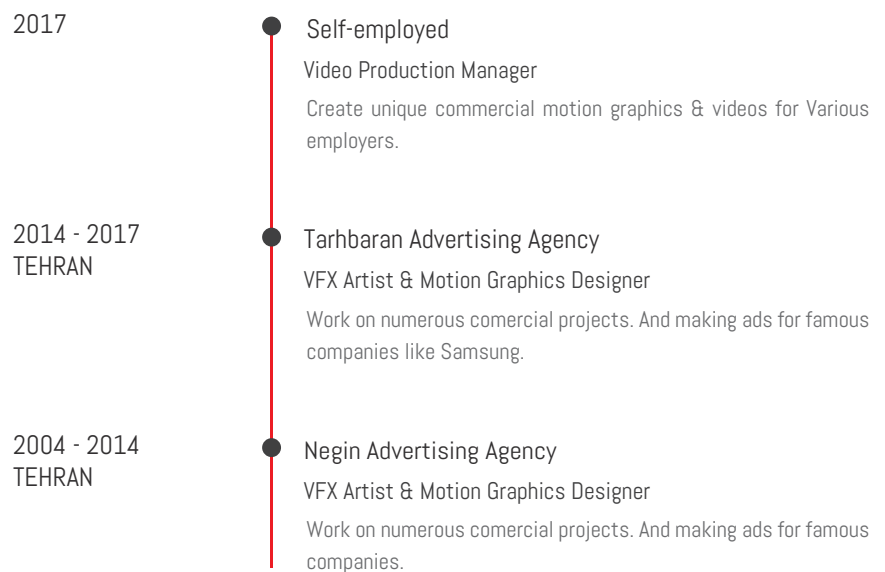 2017
Self-employed
Video Production Manager
Create unique commercial motion graphics & videos for Various
employers.
2014 - 2017
TEHRAN
Tarhbaran Advertising Agency
VFX Artist & Motion Graphics Designer
Work on numerous comercial projects. And making ads for famous
companies like Samsung.
2004 - 2014
TEHRAN
Negin Advertising Agency
VFX Artist & Motion Graphics Designer
Work on numerous comercial projects. And making ads for famous
companies.